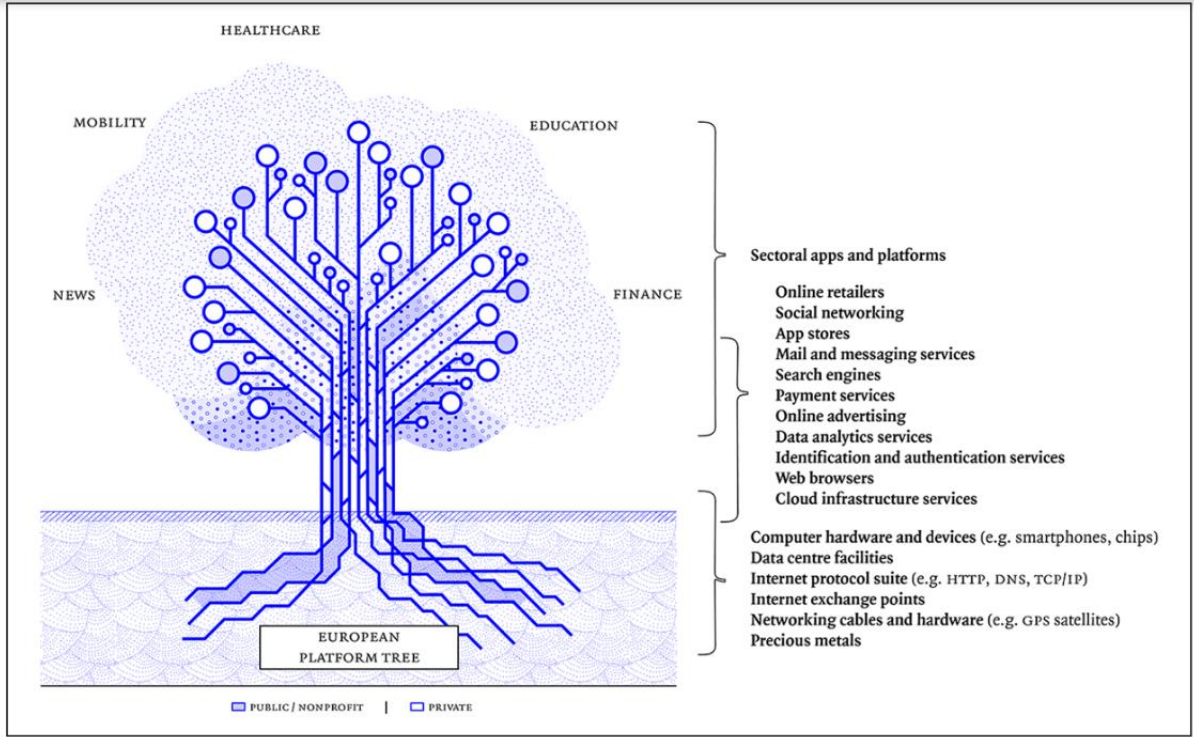 HEALTHCARE
MOBILITY
EDUCATION
NEWS
FINANCE
Sectoral apps and platforms
Online retailers
Social networking
App stores
Mail and messaging services
Search engines
Payment services
Online advertising
Data analytics services
Identification and authentication services
Web browsers
Cloud infrastructure services
Computer hardware and devices (e.g. smartphones, chips)
Data centre facilities
Internet protocol suite (e.g. HTTP, DNS, TCP/IP)
Internet exchange points
Networking cables and hardware (e.g. GPS satellites)
Precious metals
EUROPEAN
PLATFORM TREE
PUBLIC / NONPROFIT | PRIVATE